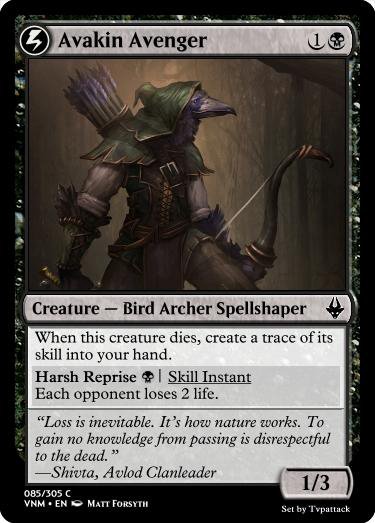 Avakin Avenger 1
Creature — Bird Archer Spellshaper
When this creature dies, create a trace of its
skill into your hand.
Harsh Reprise | Skill Instant
Each opponent loses 2 life.
“Loss is inevitable. It’s how nature works. To
gain no knowledge from passing is disrespectful
to the dead.”
—Shivta, Avlod Clanleader
1/3
085/305 C
VNM • EN Matt Forsyth
Set by Tvpattack